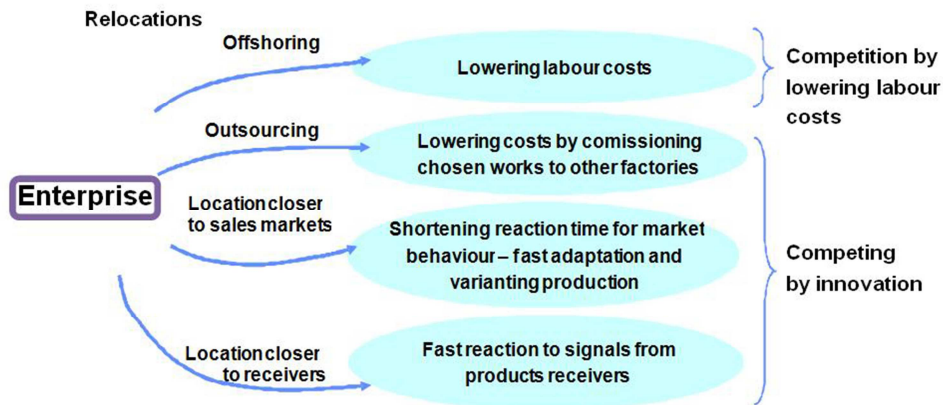 Relocations
Offshoring
Lowering labour costs
Competition by
lowering labour
costs
Outsourcing
Lowering costs by comissioning
chosen works to other factories
Enterprise
Location closer
to sales markets
Shortening reaction time for market
behaviour – fast adaptation and
varianting production
Competing
by innovation
Location closer
to receivers
Fast reaction to signals from
products receivers